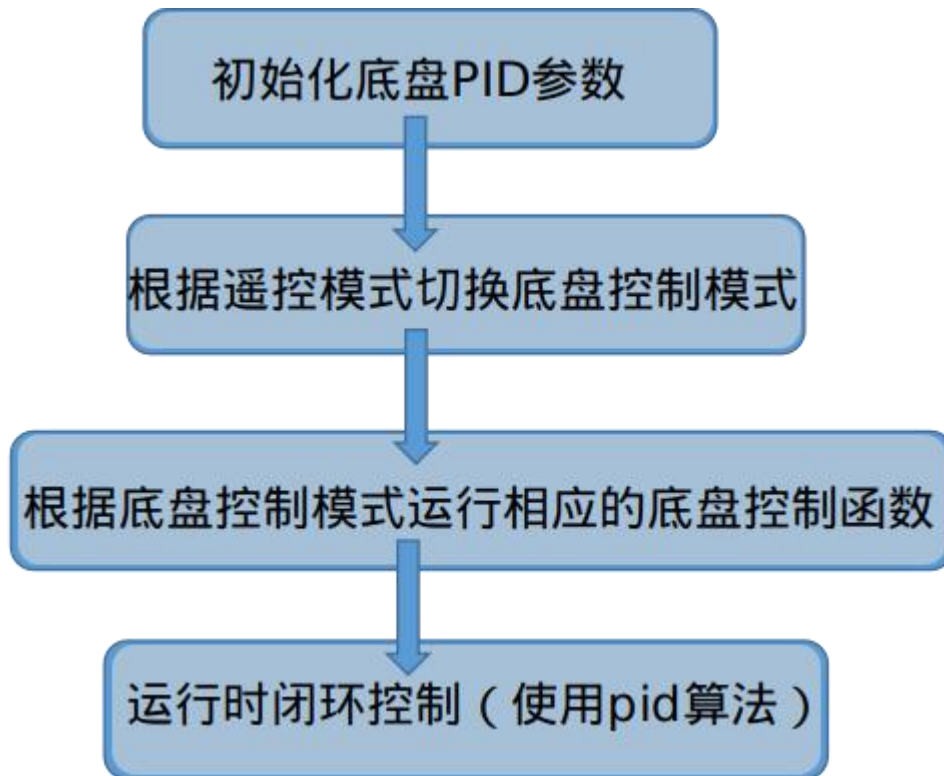 初始化底盘PID参数
根据遥控模式切换底盘控制模式
根据底盘控制模式运行相应的底盘控制函数
运行时闭环控制（使用pid算法）